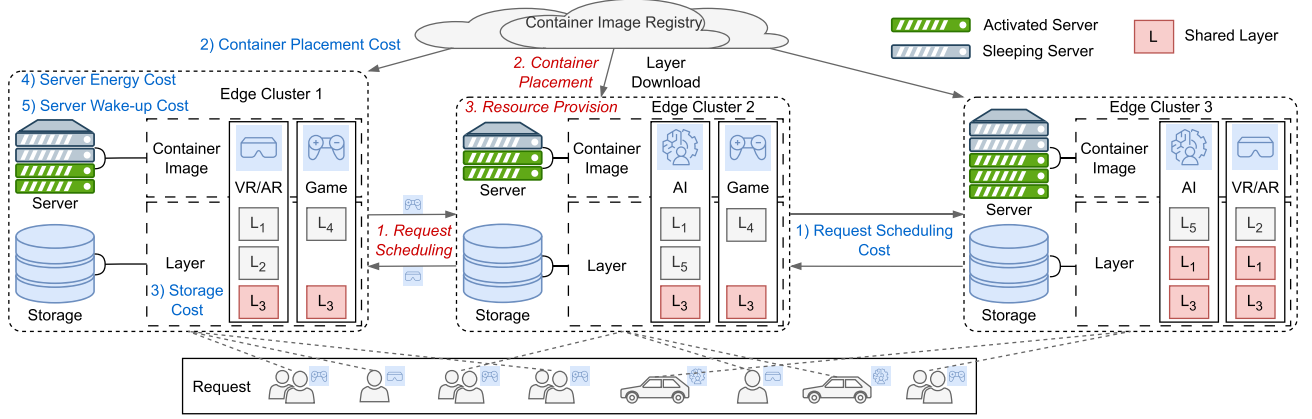 Container Image Registry
Activated Server
Sleeping Server
L
Shared Layer
2) Container Placement Cost
2. Container
Placement
Layer
Download
4) Server Energy Cost
5) Server Wake-up Cost
Edge Cluster 1
3. Resource Provision
Edge Cluster 2
Edge Cluster 3
Server
Container
Image
VR/AR
Game
Storage
Layer
3) Storage
Cost
L1
L2
L3
L4
L3
1. Request
Scheduling
Server
Container
Image
AI
Game
Storage
Layer
L1
L5
L3
L4
L3
1) Request Scheduling
Cost
Server
Container
Image
AI
VR/AR
Storage
Layer
L5
L1
L3
L2
L1
L3
Request